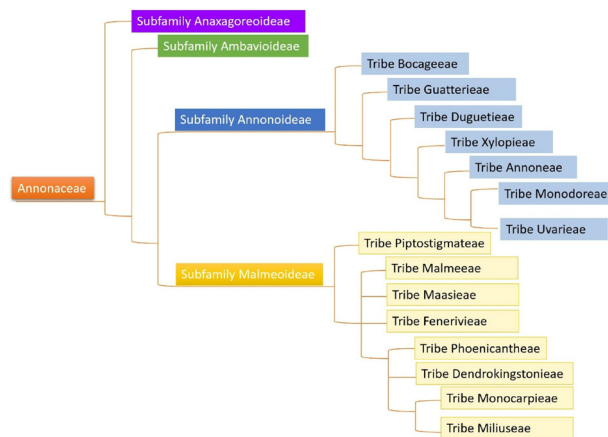 Subfamily Anaxagoreoideae
Subfamily Ambavioideae
Tribe Bocageeae
Tribe Guatterieae
Subfamily Annonoideae
Tribe Duguetieae
Tribe Xylopieae
Tribe Annoneae
Annonaceae
Tribe Monodoreae
Tribe Uvarieae
Tribe Piptostigmateae
Tribe Malmeeae
Subfamily Malmeoideae
Tribe Maasieae
Tribe Fenerivieae
Tribe Phoenicantheae
Tribe Dendrokingstonieae
Tribe Monocarpieae
Tribe Miliuseae